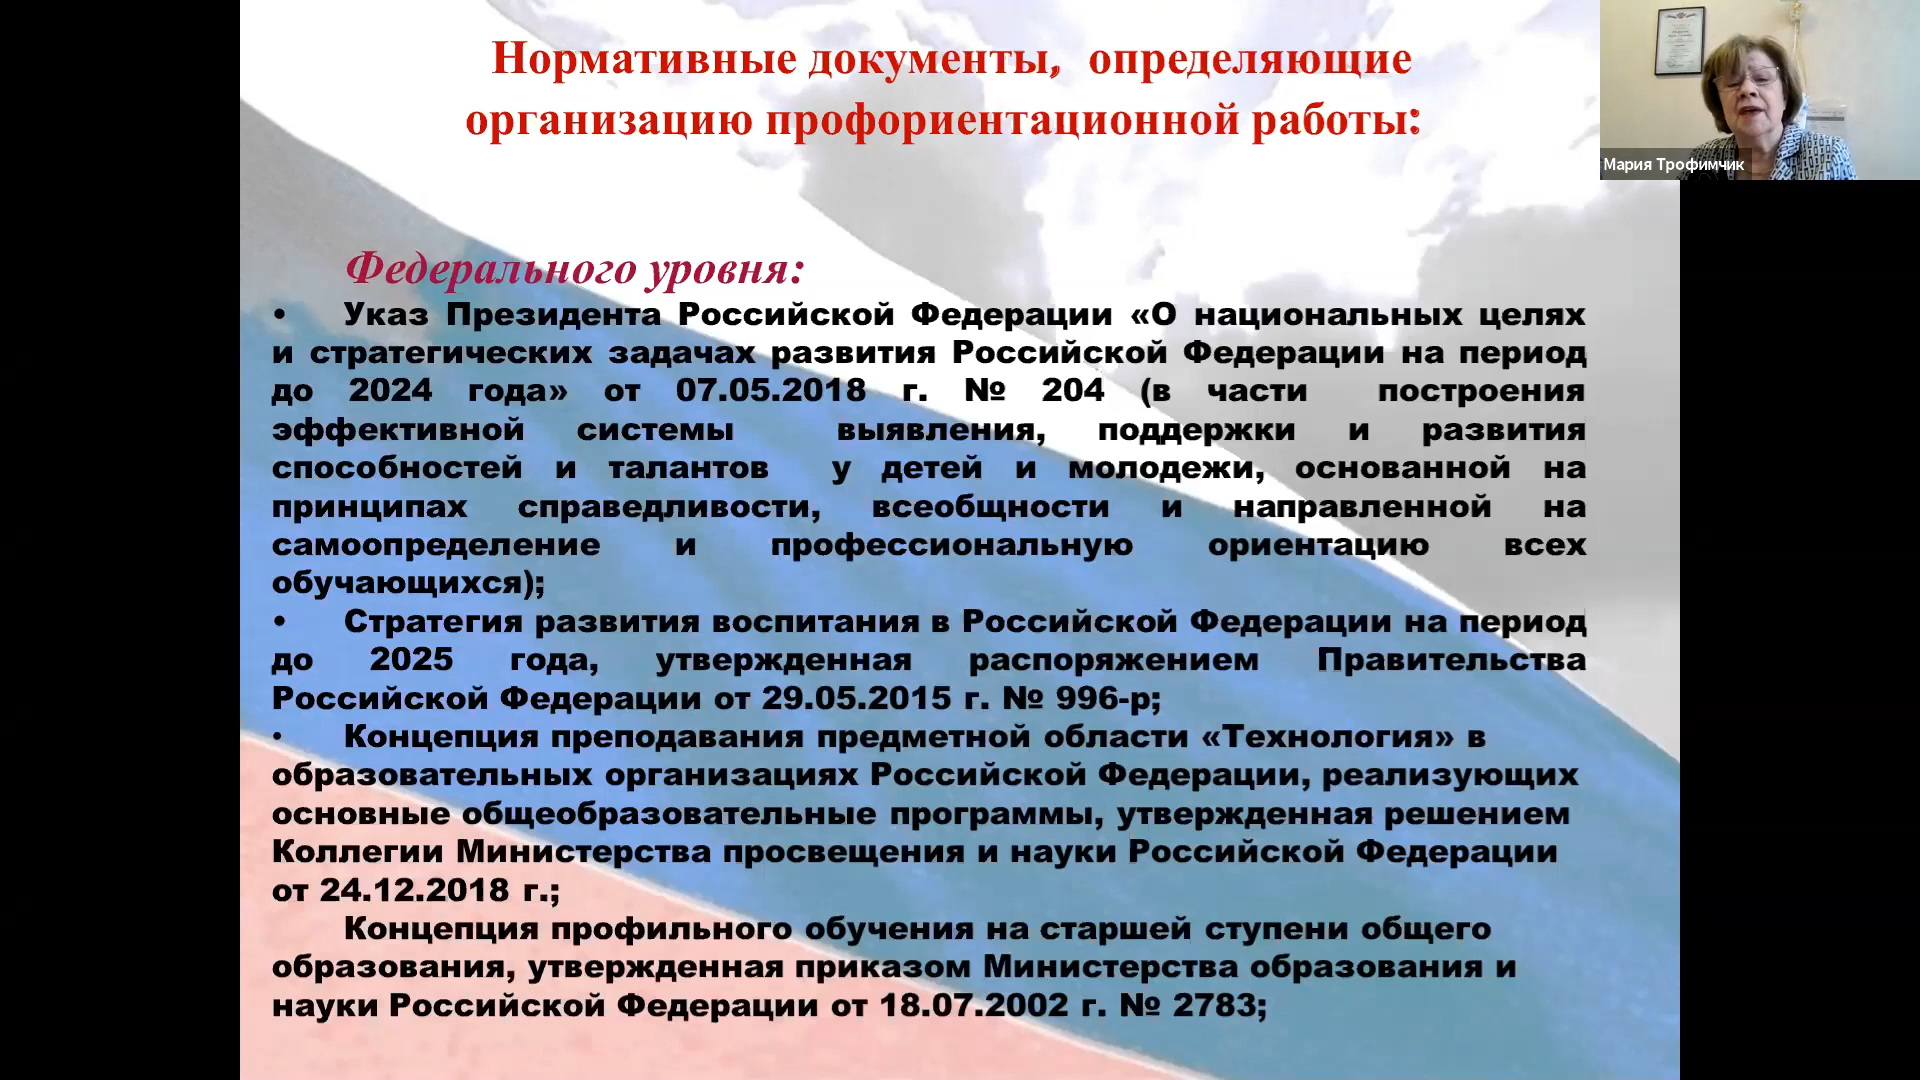 Нормативные документы, определяющие
организацию профориентационной работы:
Мария Трофимчик
Федерального уровня:
• Указ Президента Российской Федерации «О национальных целях
и стратегических задачах развития Российской Федерации на период
до 2024 года» от 07.05.2018 г. № 204 (в части построения
эффективной системы выявления, поддержки и развития
способностей и талантов у детей и молодежи, основанной на
принципах справедливости, всеобщности и направленной на
самоопределение и профессиональную ориентацию всех
обучающихся);
• Стратегия развития воспитания в Российской Федерации на период
до 2025 года, утвержденная распоряжением Правительства
Российской Федерации от 29.05.2015 г. № 996-р;
• Концепция преподавания предметной области «Технология» в
образовательных организациях Российской Федерации, реализующих
основные общеобразовательные программы, утвержденная решением
Коллегии Министерства просвещения и науки Российской Федерации
от 24.12.2018 г.;
Концепция профильного обучения на старшей ступени общего
образования, утвержденная приказом Министерства образования и
науки Российской Федерации от 18.07.2002 г. № 2783;